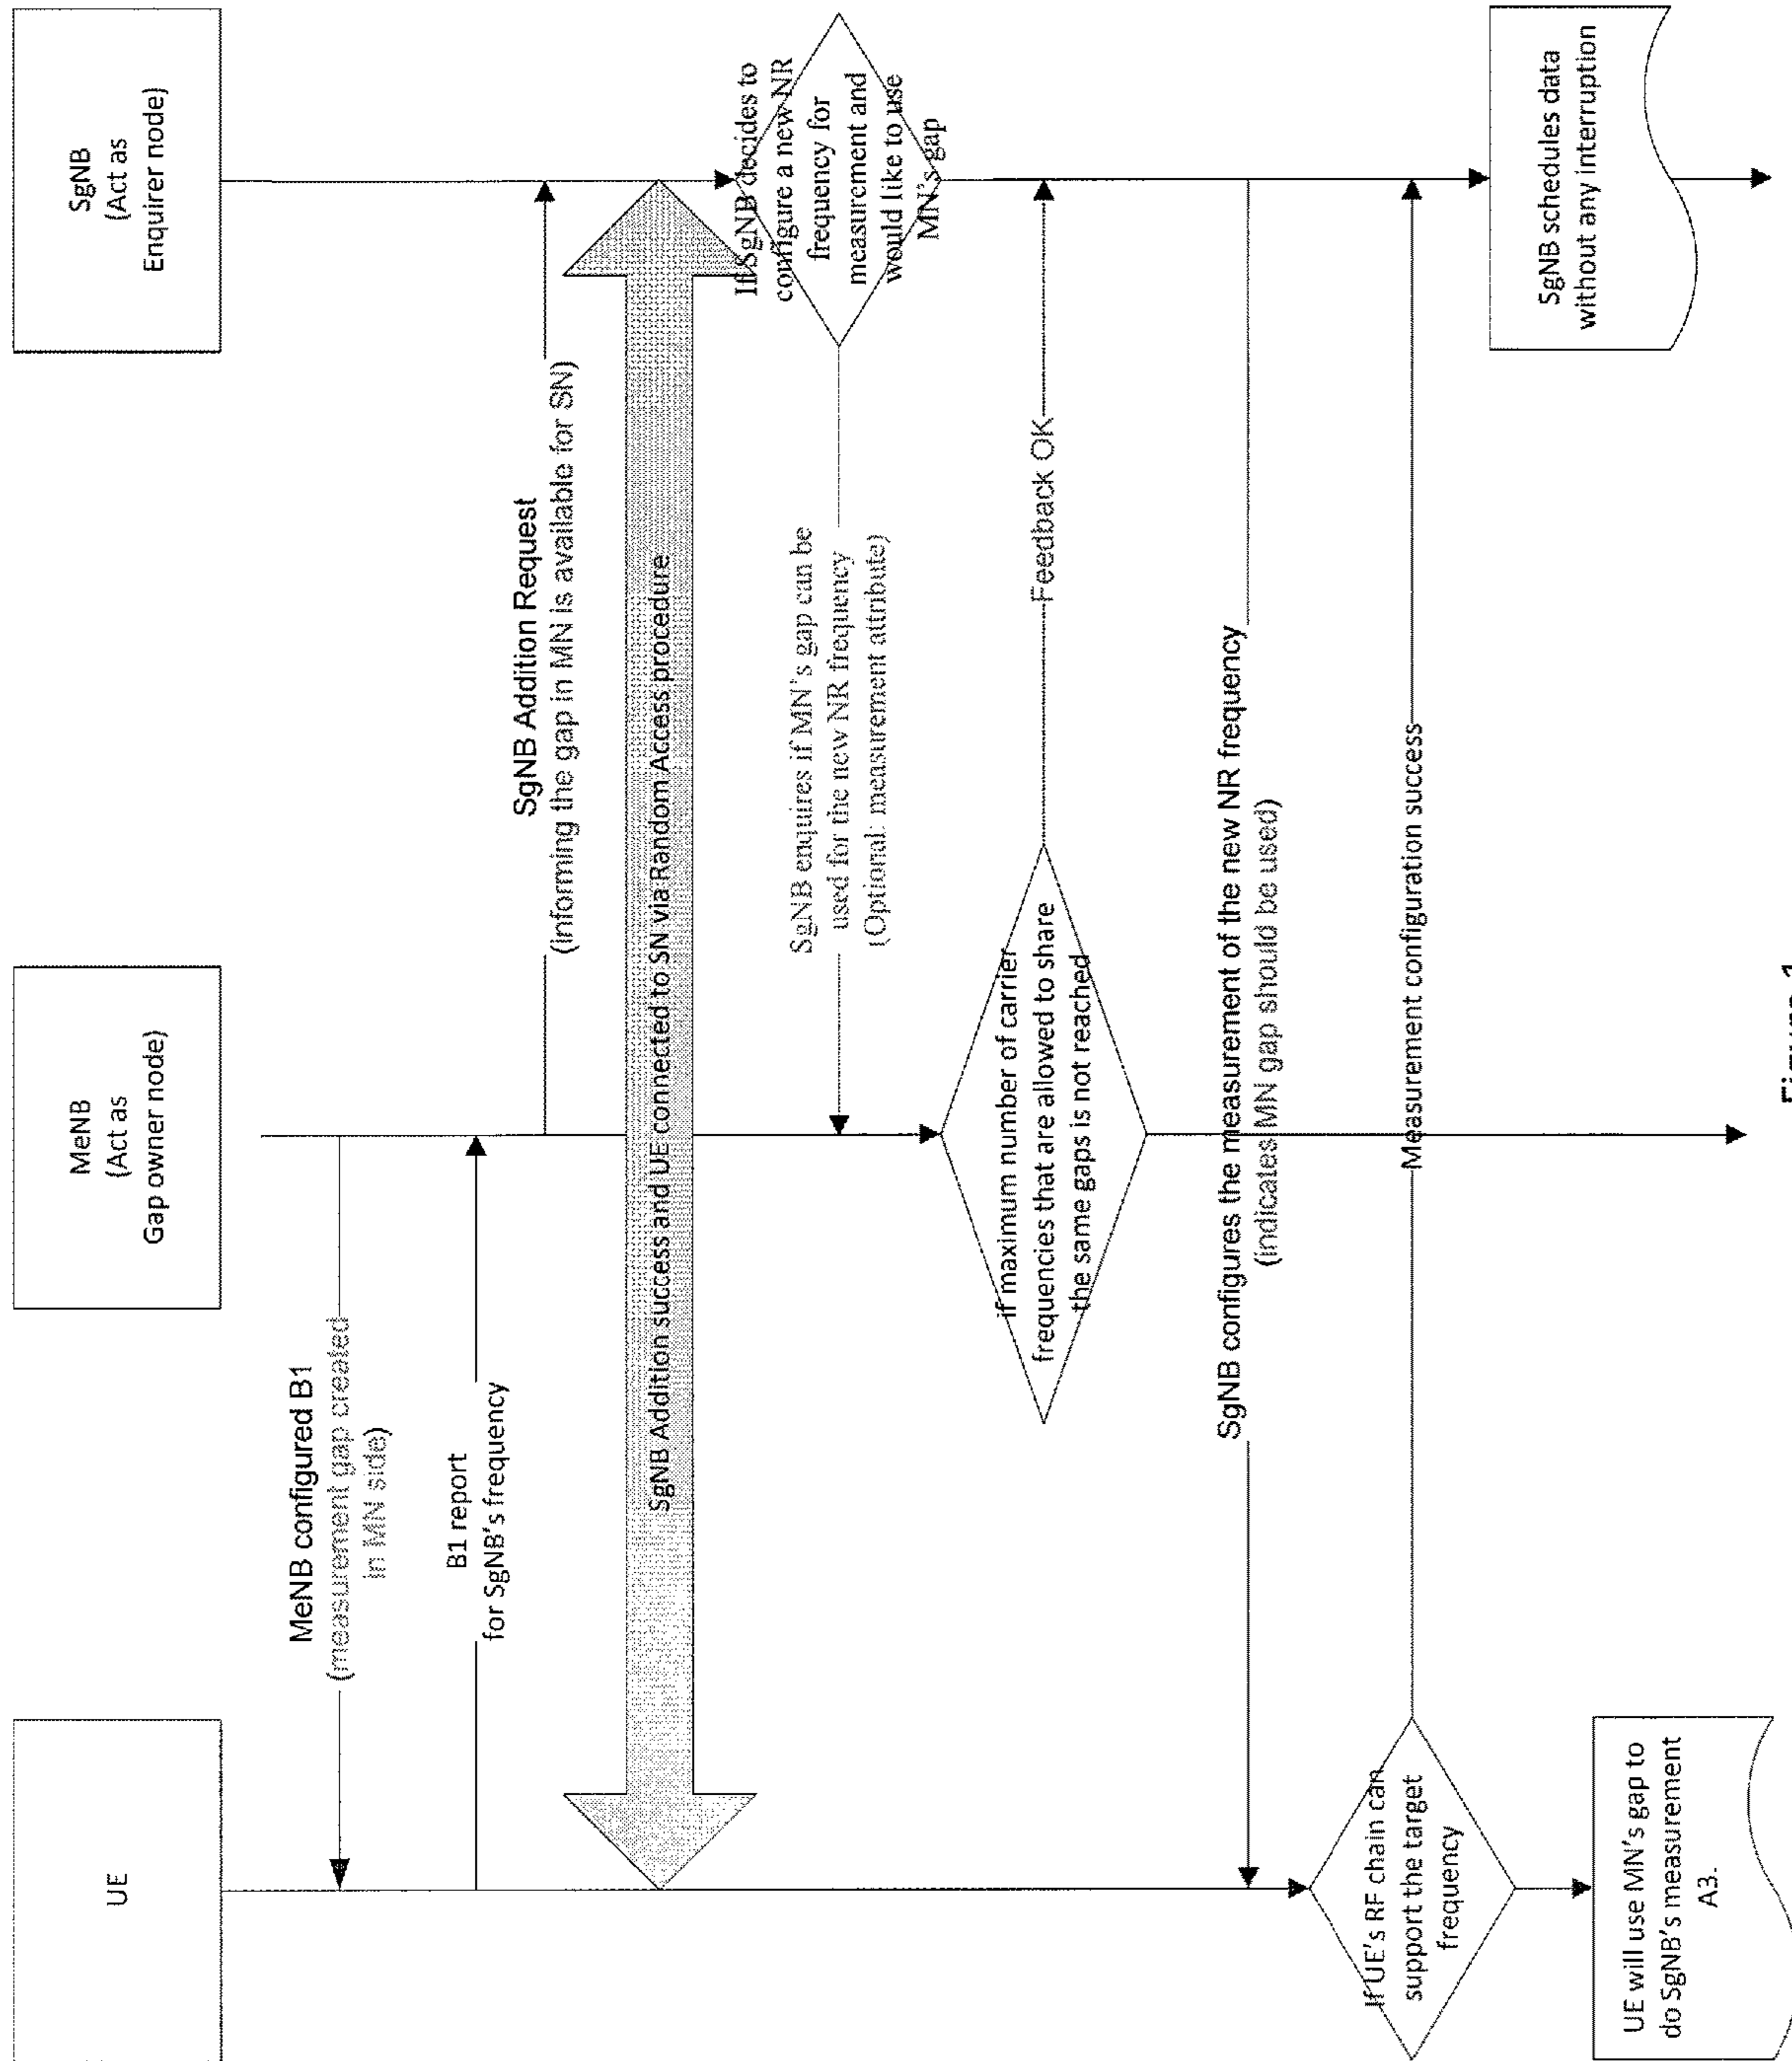 UE
MeNB
(Act as
Gap owner node)
SgNB
(Act as
Enquirer node)
MeNB configured B1
(measurement gap created
in MN side)
B1 report
for SgNB's frequency
SgNB Addition Request
(informing the gap in MN is available for SN)
SgNB Addition success and UE connected to SN via Random Access procedure
If SgNB decides to
configure a new NR
frequency for
measurement and
would like to use
MN's gap
SgNB enquires if MN's gap can be
used for the new NR frequency
(Optional: measurement attribute)
if maximum number of carrier
frequencies that are allowed to share
the same gaps is not reached
Feedback OK
SgNB configures the measurement of the new NR frequency
(indicates MN gap should be used)
If UE's RF chain can
support the target
frequency
Measurement configuration success
SgNB schedules data
without any interruption
UE will use MN's gap to
do SgNB's measurement
A3.
Figure 1